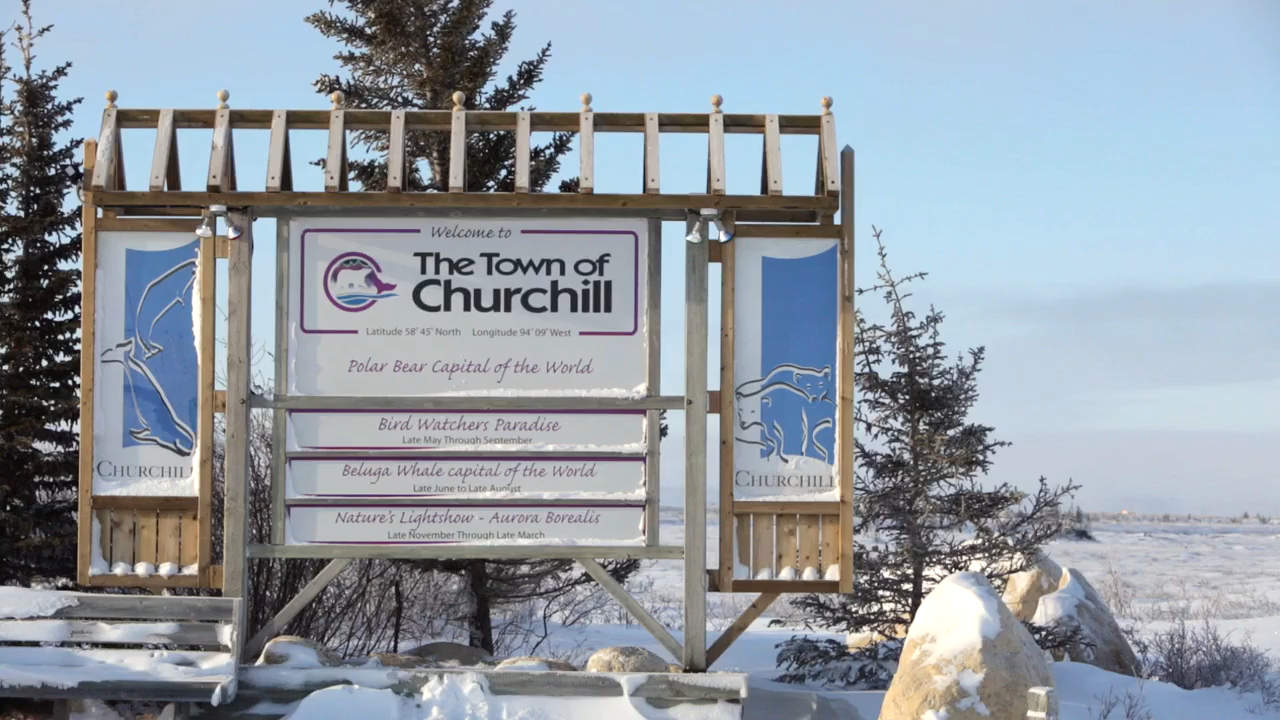 Welcome to
The Town of
Churchill
Latitude 58° 45" North Longitude 94° 09" West
Polar Bear Capital of the World
Bird Watchers Paradise
Late May Through September
Beluga Whale capital of the World
Late June to Late August
Nature's Lightshow - Aurora Borealis
Late November Through Late March
CHURCHILL
CHURCHILL